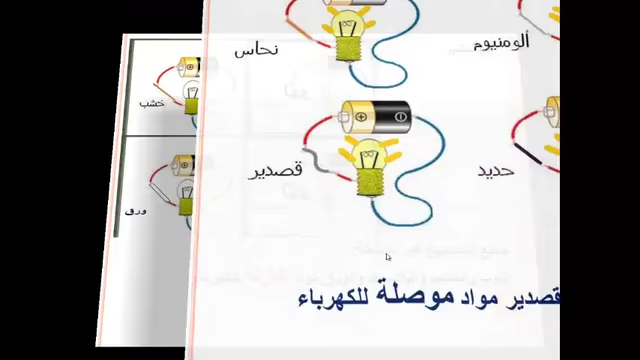 نحاس
ألومنيوم
خشب
قصدير
حديد
ورق
قصدير مواد موصلة للكهرباء